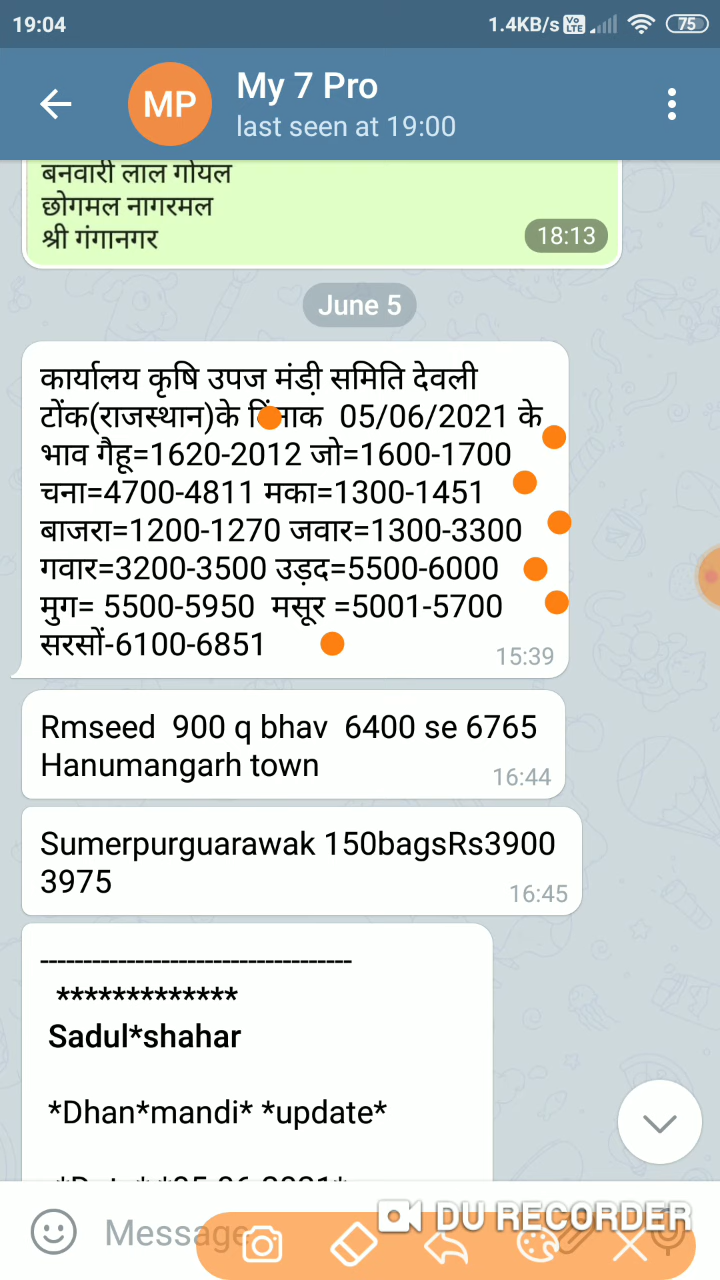 19:04
1.4KB/s VoLTE 75
MP My 7 Pro
last seen at 19:00
बनवारी लाल गोयल
छोगमल नागरमल
श्री गंगानगर
18:13
June 5
कार्यालय कृषि उपज मंडी़ समिति देवली
टोंक(राजस्थान)के 05/06/2021 के
भाव गैहू=1620-2012 जो=1600-1700
चना=4700-4811 मका=1300-1451
बाजरा=1200-1270 जवार=1300-3300
गवार=3200-3500 उड़द=5500-6000
मुग= 5500-5950 मसूर =5001-5700
सरसों-6100-6851
15:39
Rmseed 900 q bhav 6400 se 6765
Hanumangarh town
16:44
Sumerpurguarawak 150bagsRs3900
3975
16:45
------------------------------------
*************
Sadul*shahar
*Dhan*mandi* *update*
Message
DU RECORDER